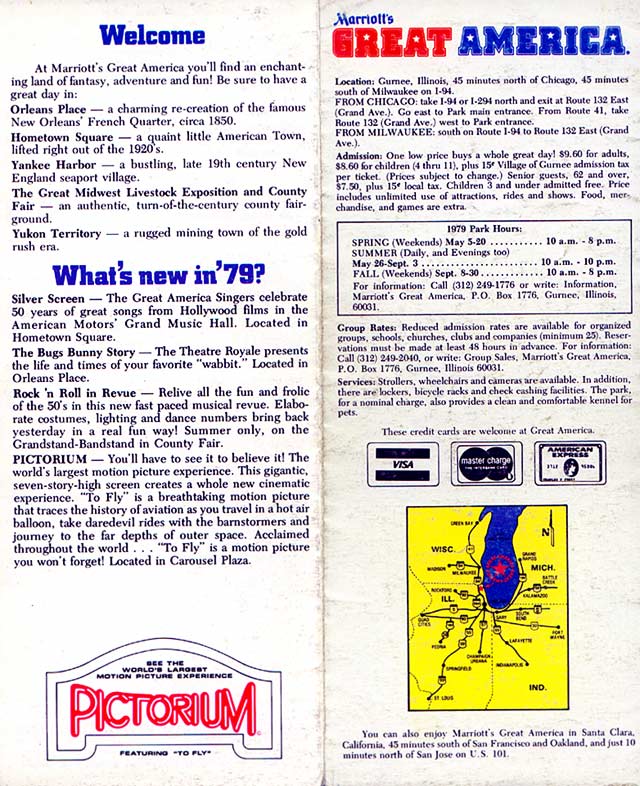 Welcome
At Marriott's Great America you'll find an enchant-
ing land of fantasy, adventure and fun! Be sure to have a
great day in:
Orleans Place — a charming re-creation of the famous
New Orleans' French Quarter, circa 1850.
Hometown Square — a quaint little American Town,
lifted right out of the 1920's.
Yankee Harbor — a bustling, late 19th century New
England seaport village.
The Great Midwest Livestock Exposition and County
Fair — an authentic, turn-of-the-century county fair-
ground.
Yukon Territory — a rugged mining town of the gold
rush era.
What's new in '79?
Silver Screen — The Great America Singers celebrate
50 years of great songs from Hollywood films in the
American Motors' Grand Music Hall. Located in
Hometown Square.
The Bugs Bunny Story — The Theatre Royale presents
the life and times of your favorite "wabbit." Located in
Orleans Place.
Rock 'n Roll in Revue — Relive all the fun and frolic
of the 50's in this new fast paced musical revue. Elabo-
rate costumes, lighting and dance numbers bring back
yesterday in a real fun way! Summer only, on the
Grandstand-Bandstand in County Fair.
PICTORIUM — You'll have to see it to believe it! The
world's largest motion picture experience. This gigantic,
seven-story-high screen creates a whole new cinematic
experience. "To Fly" is a breathtaking motion picture
that traces the history of aviation as you travel in a hot air
balloon, take daredevil rides with the barnstormers and
journey to the far depths of outer space. Acclaimed
throughout the world . . . "To Fly" is a motion picture
you won't forget! Located in Carousel Plaza.
SEE THE
WORLD'S LARGEST
MOTION PICTURE EXPERIENCE
PICTORIUM
FEATURING "TO FLY"
Marriott's
GREAT AMERICA.
Location: Gurnee, Illinois, 45 minutes north of Chicago, 45 minutes
south of Milwaukee on I-94.
FROM CHICAGO: take I-94 or I-294 north and exit at Route 132 East
(Grand Ave.). Go east to Park main entrance. From Route 41, take
Route 132 (Grand Ave.) west to Park entrance.
FROM MILWAUKEE: south on Route I-94 to Route 132 East (Grand
Ave.).
Admission: One low price buys a whole great day! $9.60 for adults,
$8.60 for children (4 thru 11), plus 15¢ Village of Gurnee admission tax
per ticket. (Prices subject to change.) Senior guests, 62 and over,
$7.50, plus 15¢ local tax. Children 3 and under admitted free. Price
includes unlimited use of attractions, rides and shows. Food, mer-
chandise, and games are extra.
1979 Park Hours:
SPRING (Weekends) May 5-20 ........... 10 a.m. - 8 p.m.
SUMMER (Daily, and Evenings too)
May 26-Sept. 3 .................... 10 a.m. - 10 p.m.
FALL (Weekends) Sept. 8-30 ............ 10 a.m. - 8 p.m.
For information: Call (312) 249-1776 or write: Information,
Marriott's Great America, P.O. Box 1776, Gurnee, Illinois,
60031.
Group Rates: Reduced admission rates are available for organized
groups, schools, churches, clubs and companies (minimum 25). Reser-
vations must be made at least 48 hours in advance. For information:
Call (312) 249-2040, or write: Group Sales, Marriott's Great America,
P.O. Box 1776, Gurnee, Illinois 60031.
Services: Strollers, wheelchairs and cameras are available. In addition,
there are lockers, bicycle racks and check cashing facilities. The park,
for a nominal charge, also provides a clean and comfortable kennel for
pets.
These credit cards are welcome at Great America.
VISA
master charge
THE INTERBANK CARD
AMERICAN
EXPRESS
GREEN BAY
N
WISC.
GRAND
RAPIDS
MADISON
MILWAUKEE
MICH.
BATTLE
CREEK
ROCKFORD
KALAMAZOO
ILL.
GARY
SOUTH
BEND
QUAD
CITIES
FORT
WAYNE
PEORIA
LAFAYETTE
CHAMPAIGN
URBANA
INDIANAPOLIS
SPRINGFIELD
IND.
ST. LOUIS
You can also enjoy Marriott's Great America in Santa Clara,
California, 45 minutes south of San Francisco and Oakland, and just 10
minutes north of San Jose on U.S. 101.